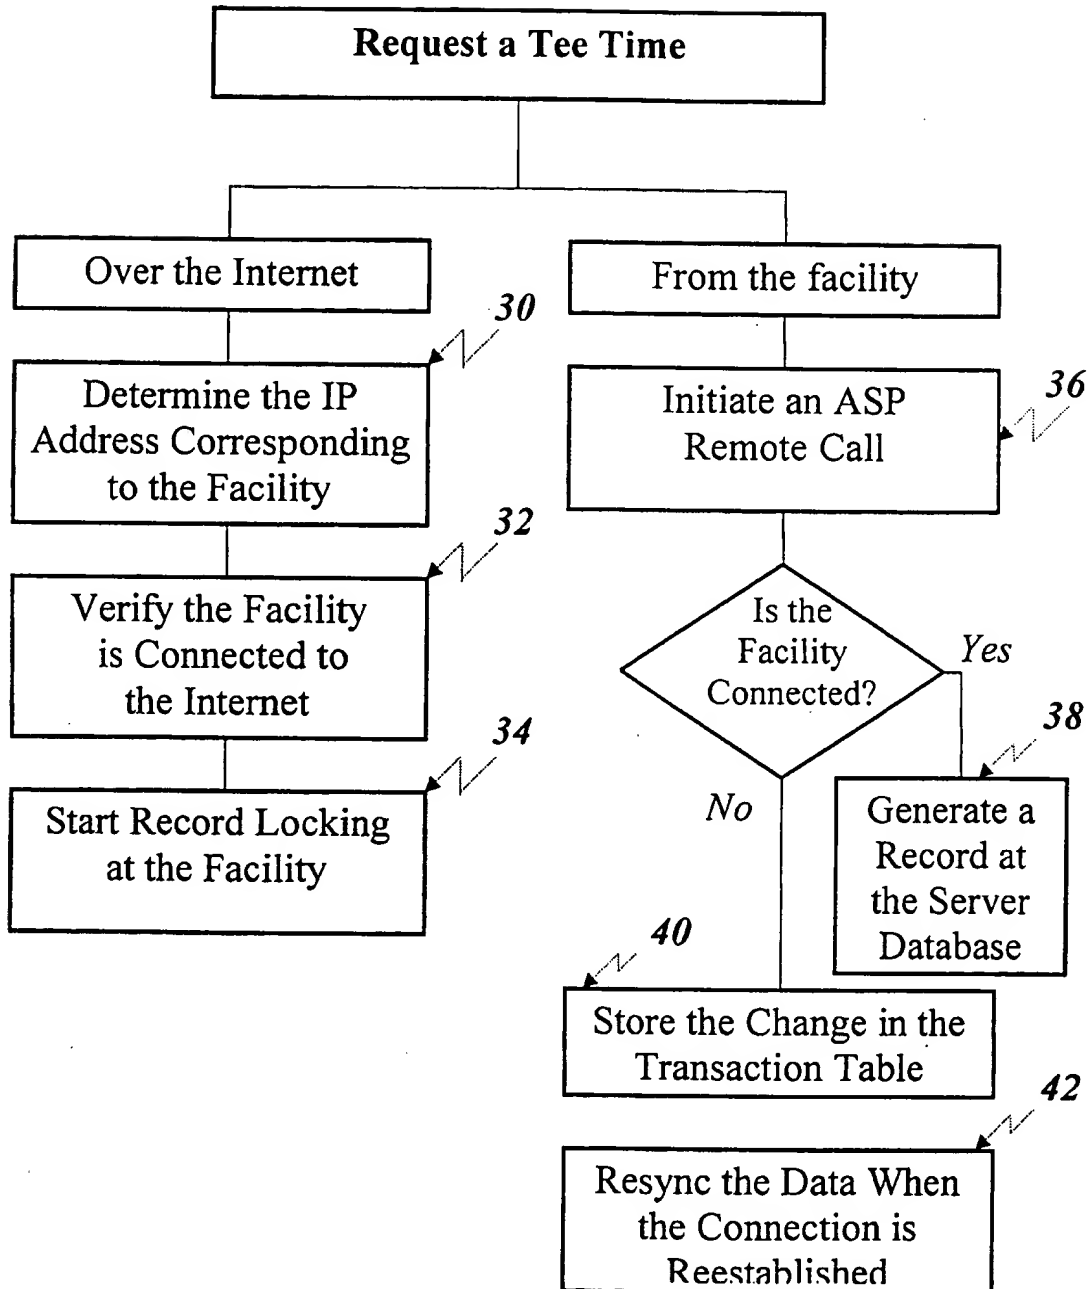 Request a Tee Time
Over the Internet
30
Determine the IP
Address Corresponding
to the Facility
32
Verify the Facility
is Connected to
the Internet
34
Start Record Locking
at the Facility
From the facility
36
Initiate an ASP
Remote Call
Is the
Facility
Connected?
Yes
No
38
Generate a
Record at
the Server
Database
40
Store the Change in the
Transaction Table
42
Resync the Data When
the Connection is
Reestablished